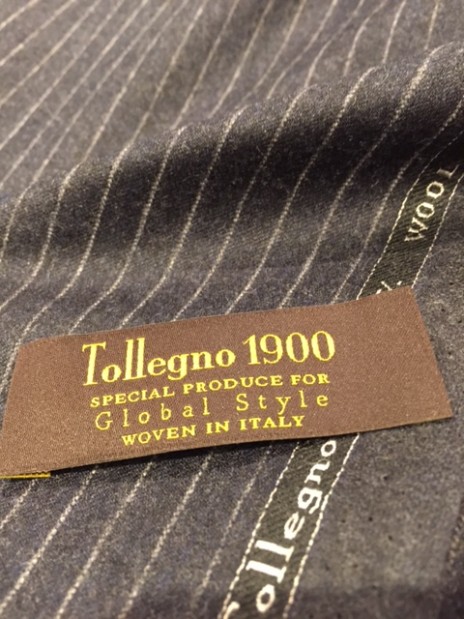 WOOL
Tollegno 1900
SPECIAL PRODUCE FOR
Global Style
WOVEN IN ITALY
Tollegno